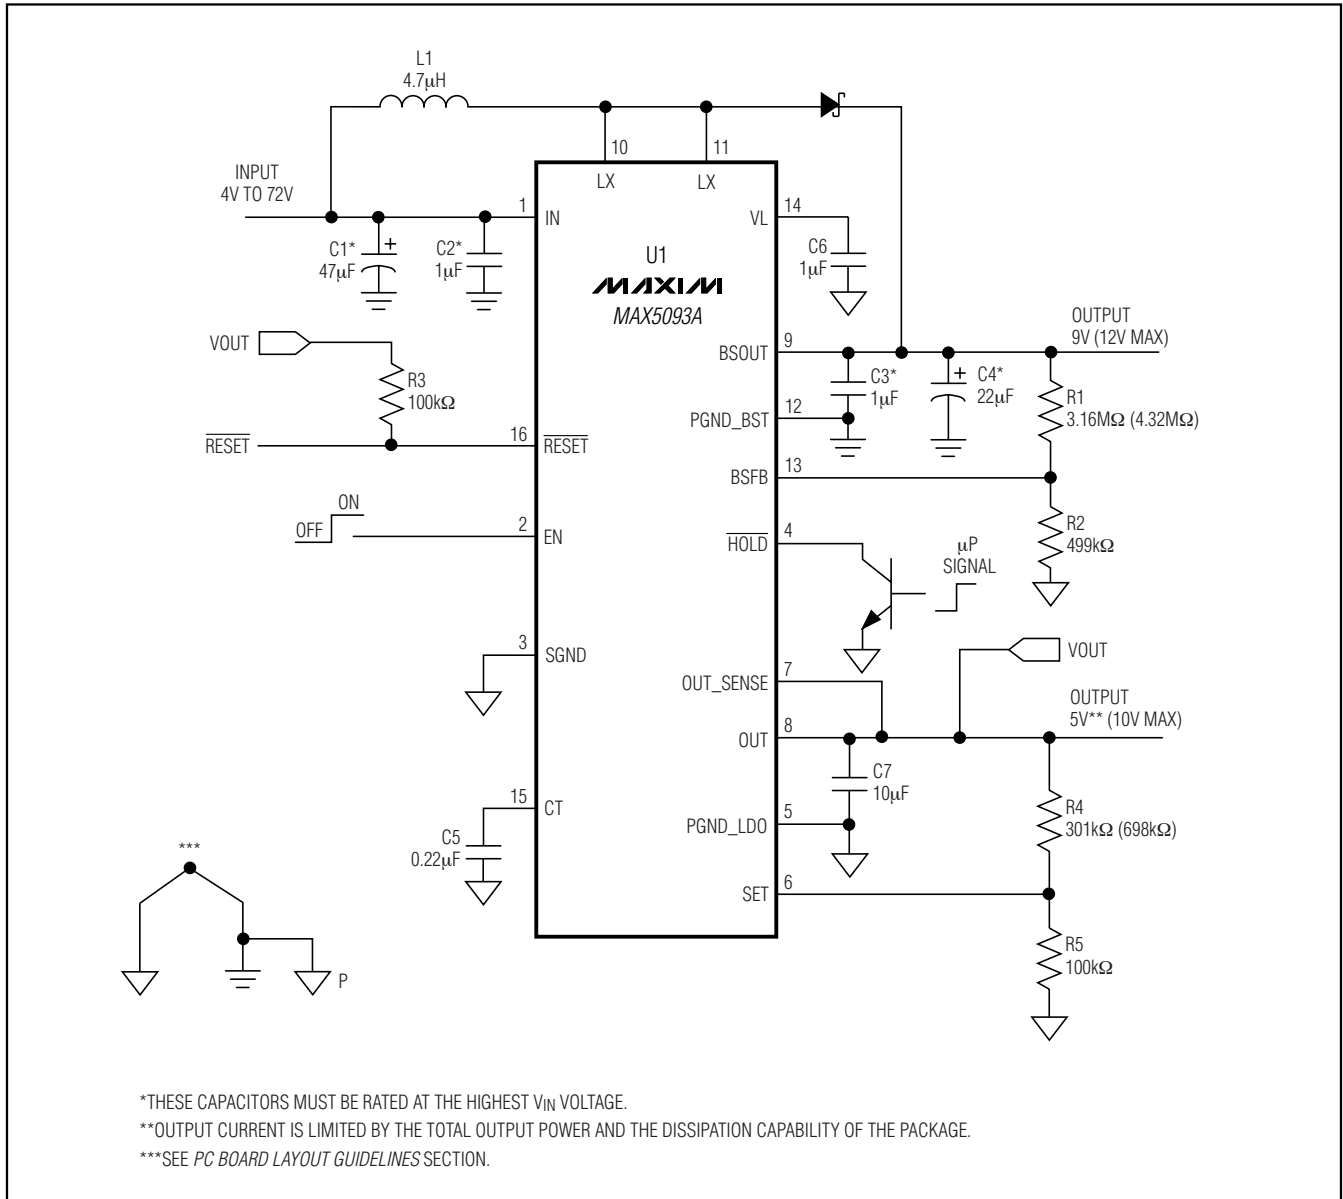 L1
4.7μH
10
11
LX
LX
INPUT
4V TO 72V
1
IN
14
VL
C1*
47μF
+
C2*
1μF
U1
MAXIM
MAX5093A
C6
1μF
VOUT
R3
100kΩ
OUTPUT
9V (12V MAX)
9
BSOUT
C3*
1μF
+
C4*
22μF
R1
3.16MΩ (4.32MΩ)
12
PGND_BST
RESET
16
RESET
13
BSFB
ON
OFF
2
EN
4
HOLD
μP
SIGNAL
R2
499kΩ
3
SGND
VOUT
7
OUT_SENSE
OUTPUT
5V** (10V MAX)
8
OUT
C7
10μF
15
CT
5
PGND_LDO
R4
301kΩ (698kΩ)
C5
0.22μF
***
6
SET
R5
100kΩ
P
*THESE CAPACITORS MUST BE RATED AT THE HIGHEST VIN VOLTAGE.
**OUTPUT CURRENT IS LIMITED BY THE TOTAL OUTPUT POWER AND THE DISSIPATION CAPABILITY OF THE PACKAGE.
***SEE PC BOARD LAYOUT GUIDELINES SECTION.